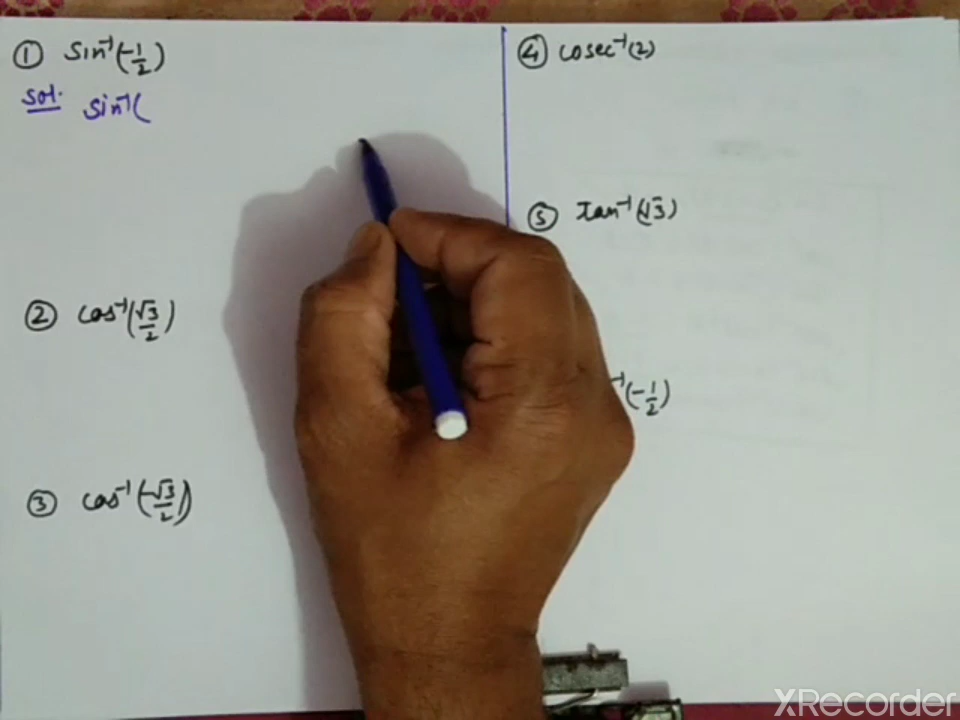 ① sin⁻¹(-1/2)
Sol. sin⁻¹(
② cos⁻¹(√3/2)
③ cos⁻¹(-√3/2)
④ cosec⁻¹(2)
⑤ tan⁻¹(√3)
⁻¹(-1/2)
XRecorder